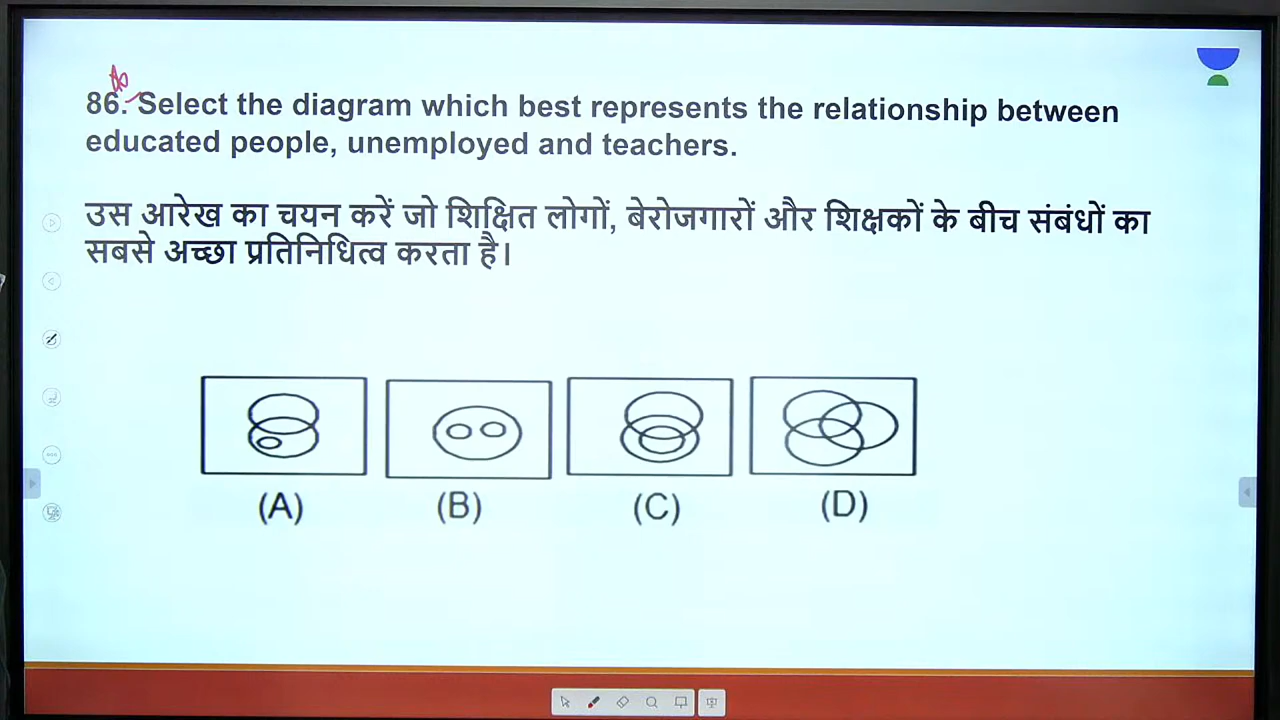 86. Select the diagram which best represents the relationship between
educated people, unemployed and teachers.
उस आरेख का चयन करें जो शिक्षित लोगों, बेरोजगारों और शिक्षकों के बीच संबंधों का
सबसे अच्छा प्रतिनिधित्व करता है।
(A) (B) (C) (D)